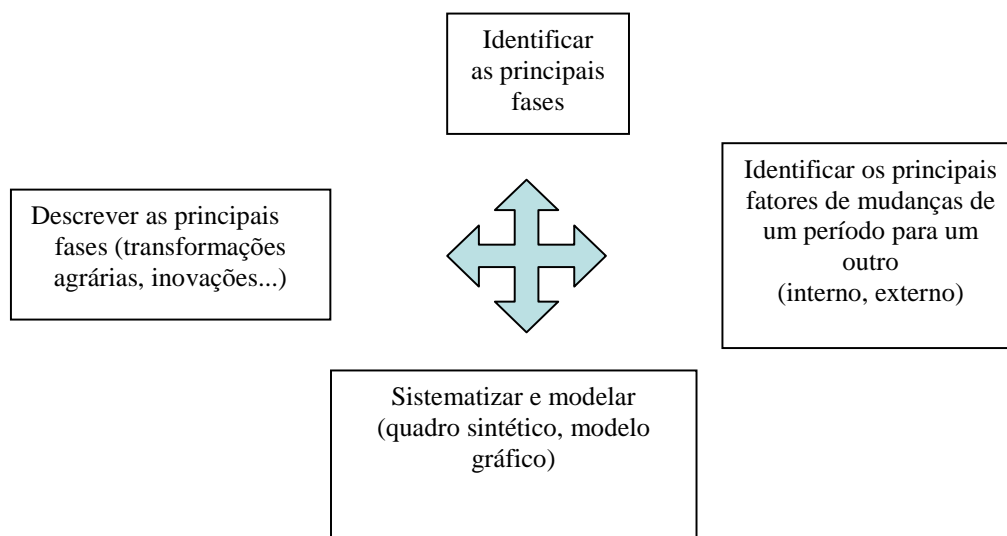 Identificar
as principais
fases
Descrever as principais
fases (transformações
agrárias, inovações...)
Identificar os principais
fatores de mudanças de
um período para um
outro
(interno, externo)
Sistematizar e modelar
(quadro sintético, modelo
gráfico)